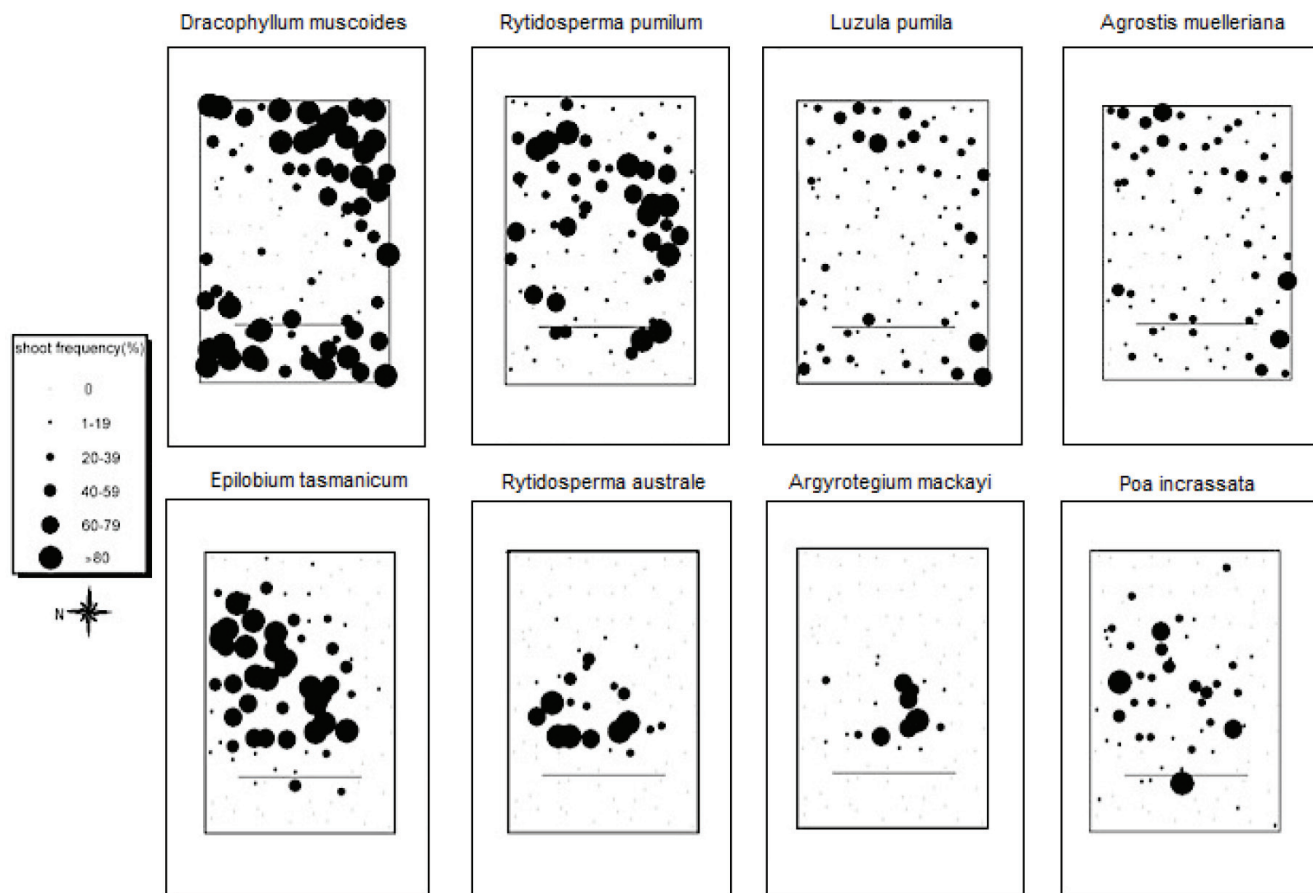 Dracophyllum muscoides
Rytidosperma pumilum
Luzula pumila
Agrostis muelleriana
shoot frequency(%)
0
1-19
20-39
40-59
60-79
>80
N
Epilobium tasmanicum
Rytidosperma australe
Argyrotegium mackayi
Poa incrassata